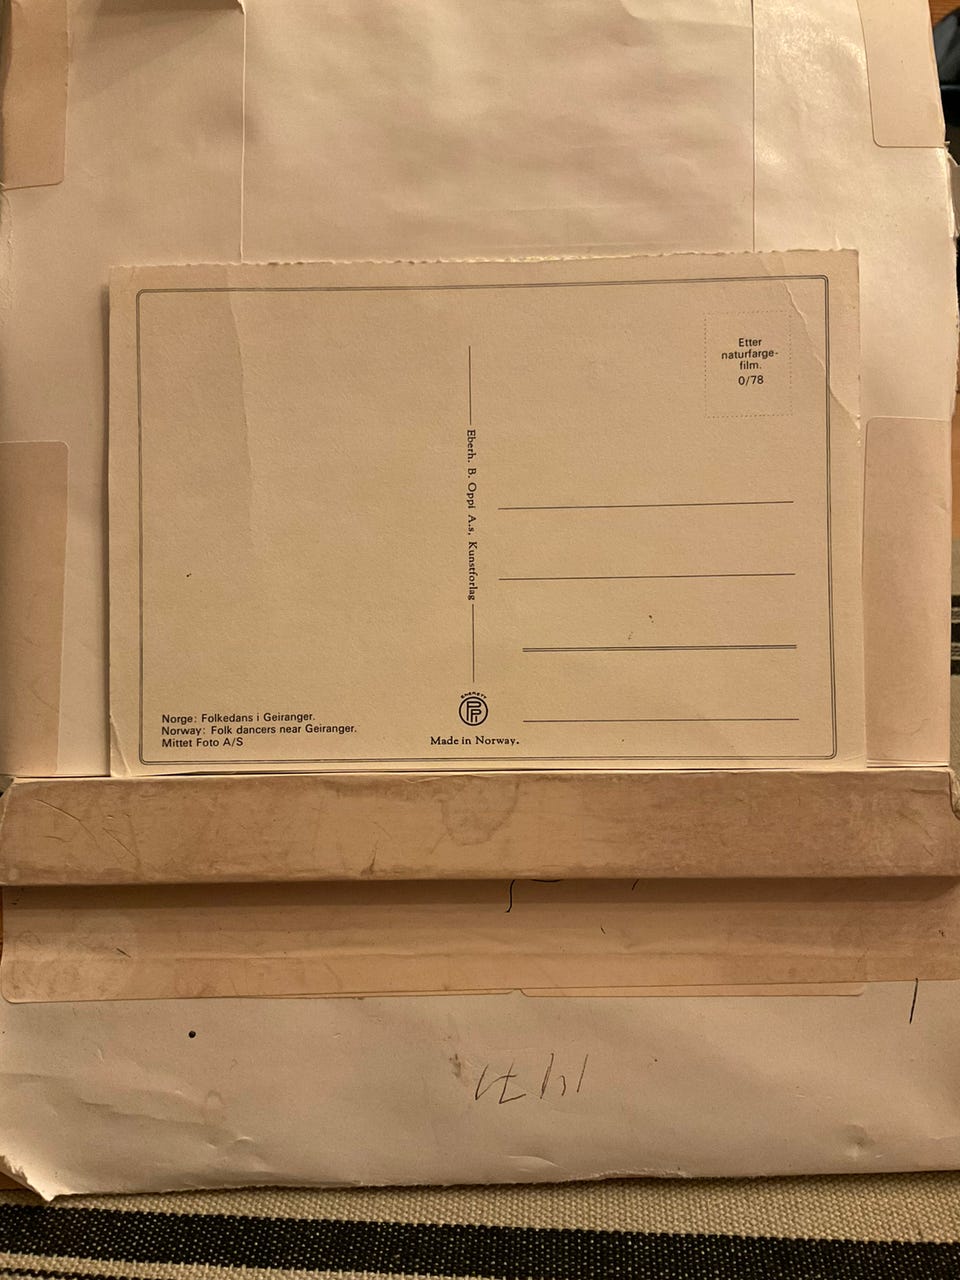 Etter
naturfarge-
film.
0/78
Eberh. B. Oppi A.s, Kunstforlag
Norge: Folkedans i Geiranger.
Norway: Folk dancers near Geiranger.
Mittet Foto A/S
Made in Norway.